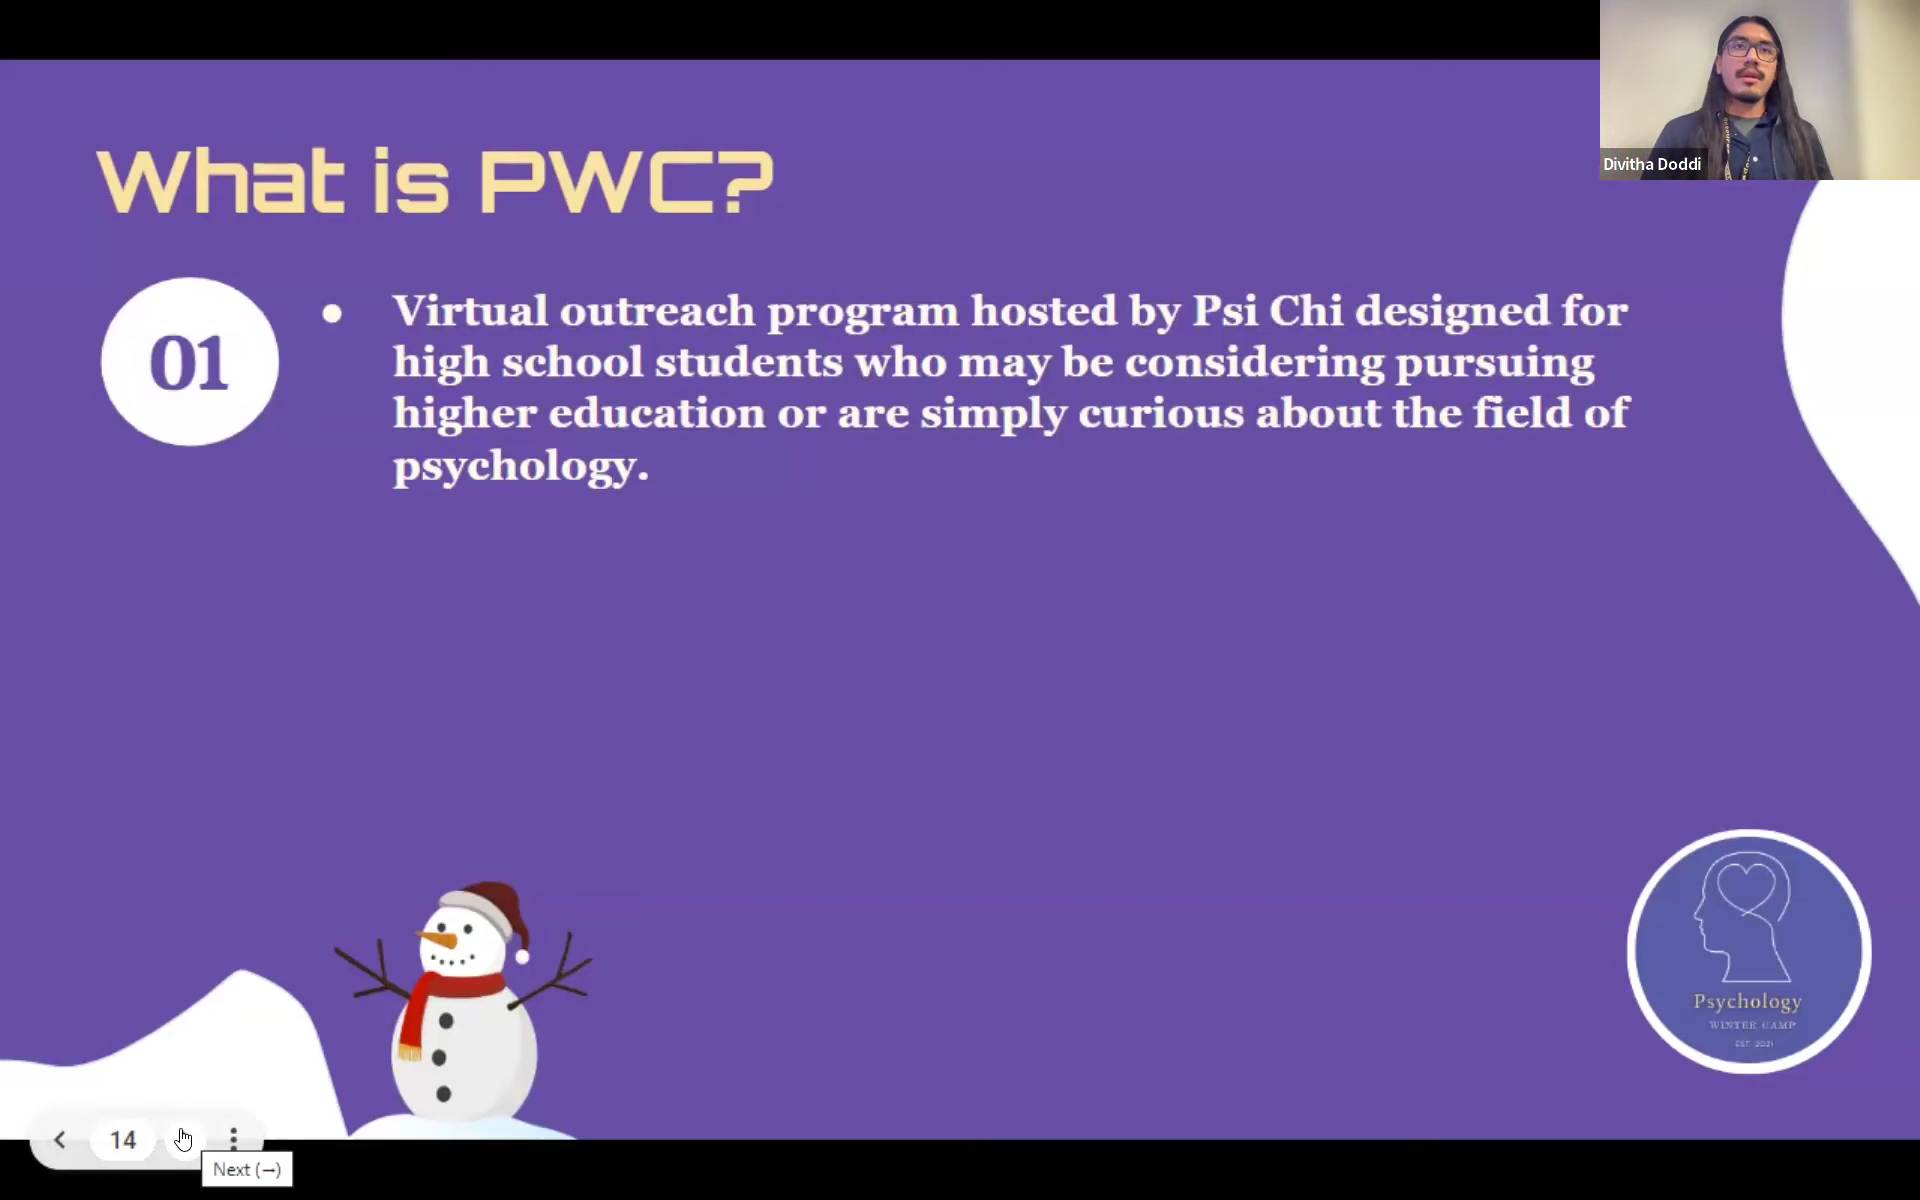 What is PWC?
Divitha Doddi
01
● Virtual outreach program hosted by Psi Chi designed for
high school students who may be considering pursuing
higher education or are simply curious about the field of
psychology.
Psychology
WINTER CAMP
EST. 2021
14
Next (→)